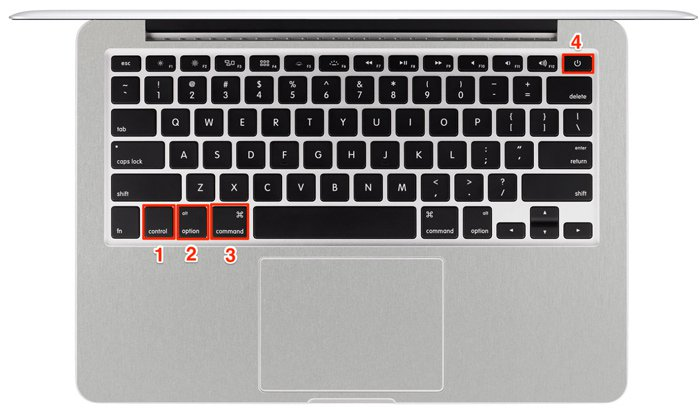 4
esc F1 F2 F3 F4 F5 F6 F7 F8 F9 F10 F11 F12
~ ! @ # $ % ^ & * ( ) _ +
` 1 2 3 4 5 6 7 8 9 0 - = delete
tab Q W E R T Y U I O P { [ } ] | \
caps lock A S D F G H J K L : ; " ' enter return
shift Z X C V B N M < , > . ? / shift
fn control alt option ⌘ command ⌘ command alt option
1 2 3